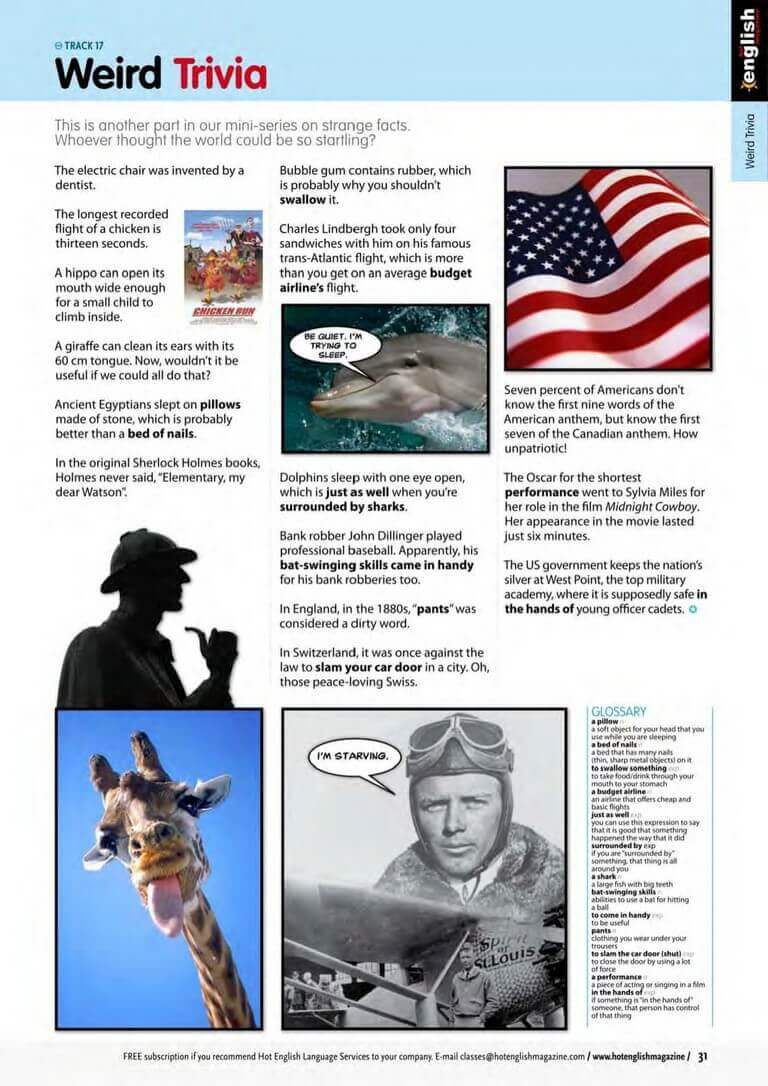 TRACK 17
Weird Trivia
english
Weird Trivia
This is another part in our mini-series on strange facts.
Whoever thought the world could be so startling?
The electric chair was invented by a
dentist.
The longest recorded
flight of a chicken is
thirteen seconds.
A hippo can open its
mouth wide enough
for a small child to
climb inside.
CHICKEN RUN
A giraffe can clean its ears with its
60 cm tongue. Now, wouldn't it be
useful if we could all do that?
Ancient Egyptians slept on pillows
made of stone, which is probably
better than a bed of nails.
In the original Sherlock Holmes books,
Holmes never said, "Elementary, my
dear Watson".
Bubble gum contains rubber, which
is probably why you shouldn't
swallow it.
Charles Lindbergh took only four
sandwiches with him on his famous
trans-Atlantic flight, which is more
than you get on an average budget
airline's flight.
BE QUIET. I'M
TRYING TO
SLEEP.
Dolphins sleep with one eye open,
which is just as well when you're
surrounded by sharks.
Bank robber John Dillinger played
professional baseball. Apparently, his
bat-swinging skills came in handy
for his bank robberies too.
In England, in the 1880s, "pants" was
considered a dirty word.
In Switzerland, it was once against the
law to slam your car door in a city. Oh,
those peace-loving Swiss.
Seven percent of Americans don't
know the first nine words of the
American anthem, but know the first
seven of the Canadian anthem. How
unpatriotic!
The Oscar for the shortest
performance went to Sylvia Miles for
her role in the film Midnight Cowboy.
Her appearance in the movie lasted
just six minutes.
The US government keeps the nation's
silver at West Point, the top military
academy, where it is supposedly safe in
the hands of young officer cadets.
I'M STARVING.
Spirit
of
St. Louis
GLOSSARY
a pillow n
a soft object for your head that you
use while you are sleeping
a bed of nails n
a bed that has many nails
(thin, sharp metal objects) on it
to swallow something exp
to take food/drink through your
mouth to your stomach
a budget airline n
an airline that offers cheap and
basic flights
just as well exp
you can use this expression to say
that it is good that something
happened the way that it did
surrounded by exp
if you are "surrounded by"
something, that thing is all
around you
a shark n
a large fish with big teeth
bat-swinging skills n
abilities to use a bat for hitting
a ball
to come in handy exp
to be useful
pants n
clothing you wear under your
trousers
to slam the car door (shut) exp
to close the door by using a lot
of force
a performance n
a piece of acting or singing in a film
in the hands of exp
if something is "in the hands of"
someone, that person has control
of that thing
FREE subscription if you recommend Hot English Language Services to your company. E-mail classes@hotenglishmagazine.com / www.hotenglishmagazine / 31